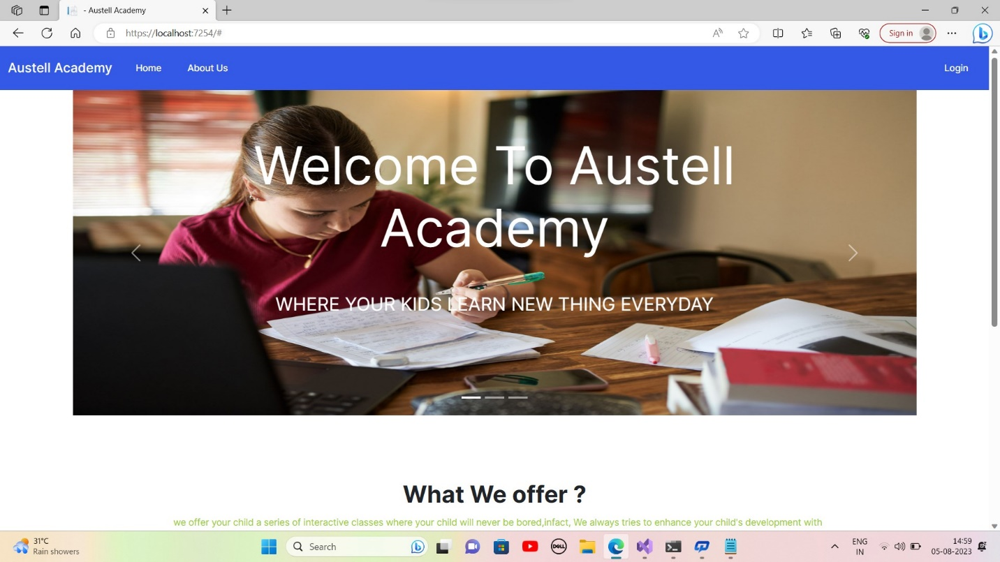 - Austell Academy
https://localhost:7254/#
Sign in
Austell Academy Home About Us Login
Welcome To Austell
Academy
WHERE YOUR KIDS LEARN NEW THING EVERYDAY
What We offer ?
we offer your child a series of interactive classes where your child will never be bored,infact, We always tries to enhance your child's development with
31°C
Rain showers
Search
DELL
ENG
IN
14:59
05-08-2023